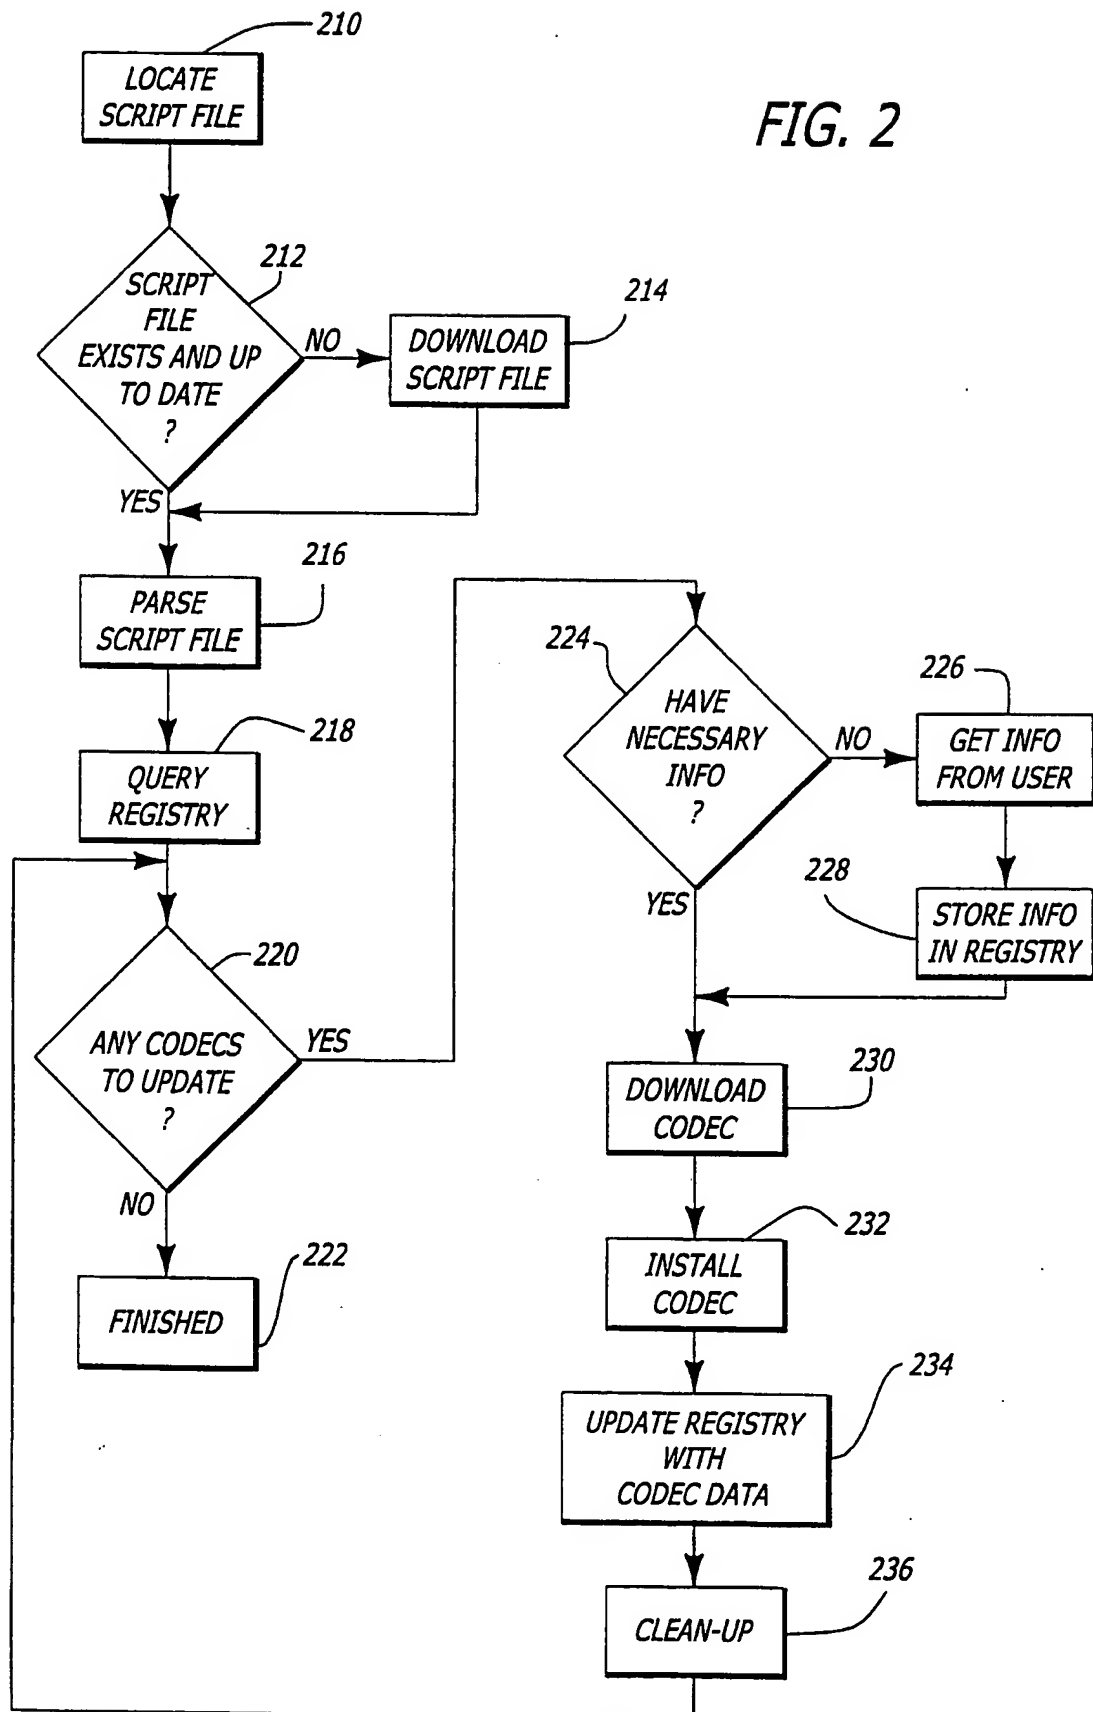 210
LOCATE
SCRIPT FILE
FIG. 2
212
SCRIPT
FILE
EXISTS AND UP
TO DATE
?
NO
214
DOWNLOAD
SCRIPT FILE
YES
216
PARSE
SCRIPT FILE
218
QUERY
REGISTRY
220
ANY CODECS
TO UPDATE
?
YES
NO
222
FINISHED
224
HAVE
NECESSARY
INFO
?
NO
226
GET INFO
FROM USER
228
STORE INFO
IN REGISTRY
YES
230
DOWNLOAD
CODEC
232
INSTALL
CODEC
234
UPDATE REGISTRY
WITH
CODEC DATA
236
CLEAN-UP